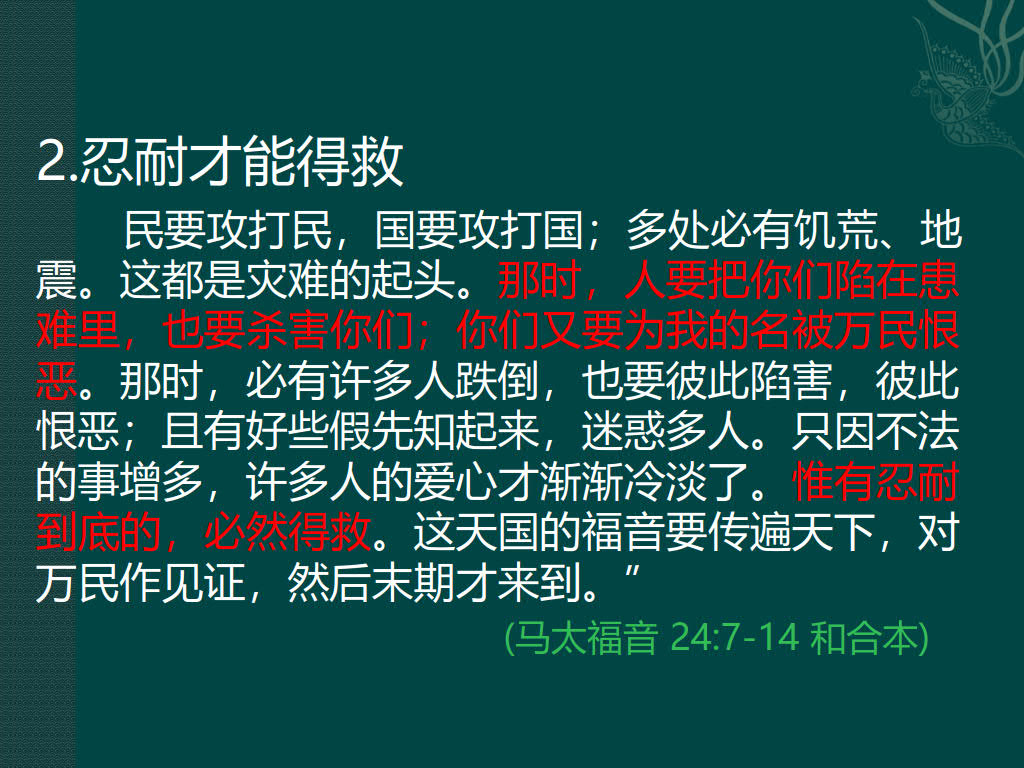 2.忍耐才能得救
民要攻打民，国要攻打国；多处必有饥荒、地
震。这都是灾难的起头。那时，人要把你们陷在患
难里，也要杀害你们；你们又要为我的名被万民恨
恶。那时，必有许多人跌倒，也要彼此陷害，彼此
恨恶；且有好些假先知起来，迷惑多人。只因不法
的事增多，许多人的爱心才渐渐冷淡了。惟有忍耐
到底的，必然得救。这天国的福音要传遍天下，对
万民作见证，然后末期才来到。”
(马太福音 24:7-14 和合本)